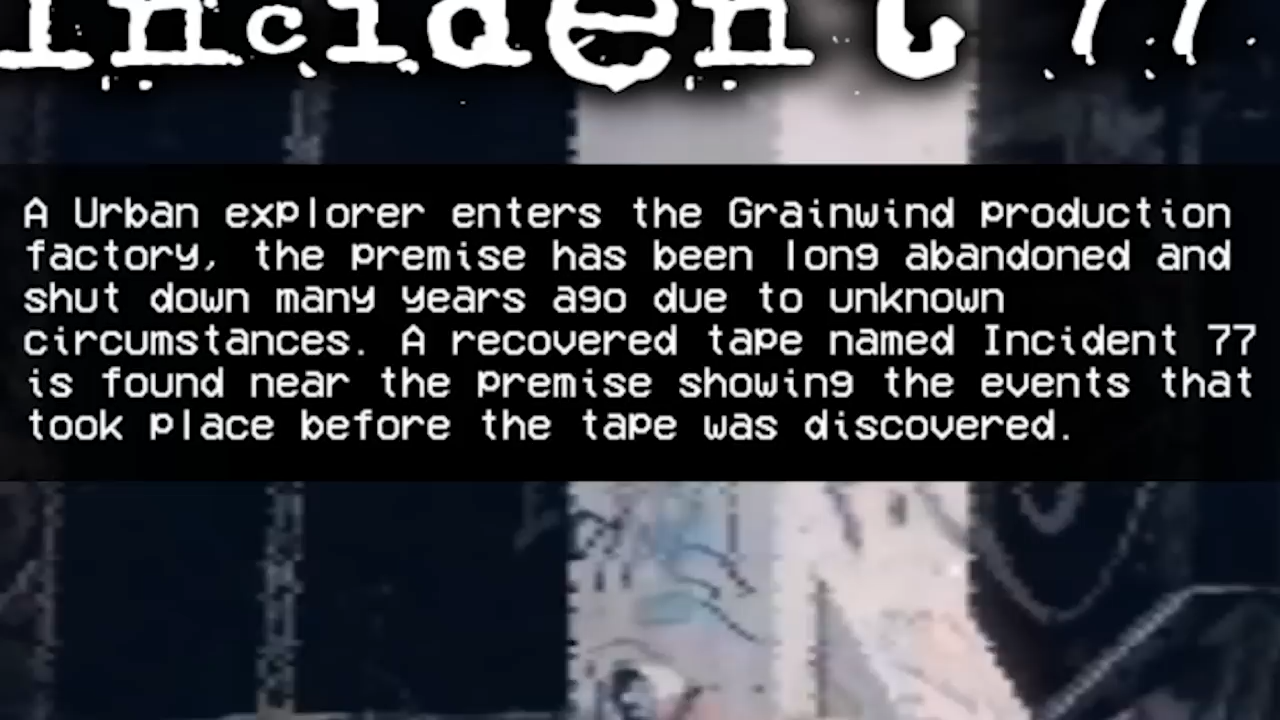 Incident 77
A Urban explorer enters the Grainwind production
factory, the premise has been long abandoned and
shut down many years ago due to unknown
circumstances. A recovered tape named Incident 77
is found near the premise showing the events that
took place before the tape was discovered.